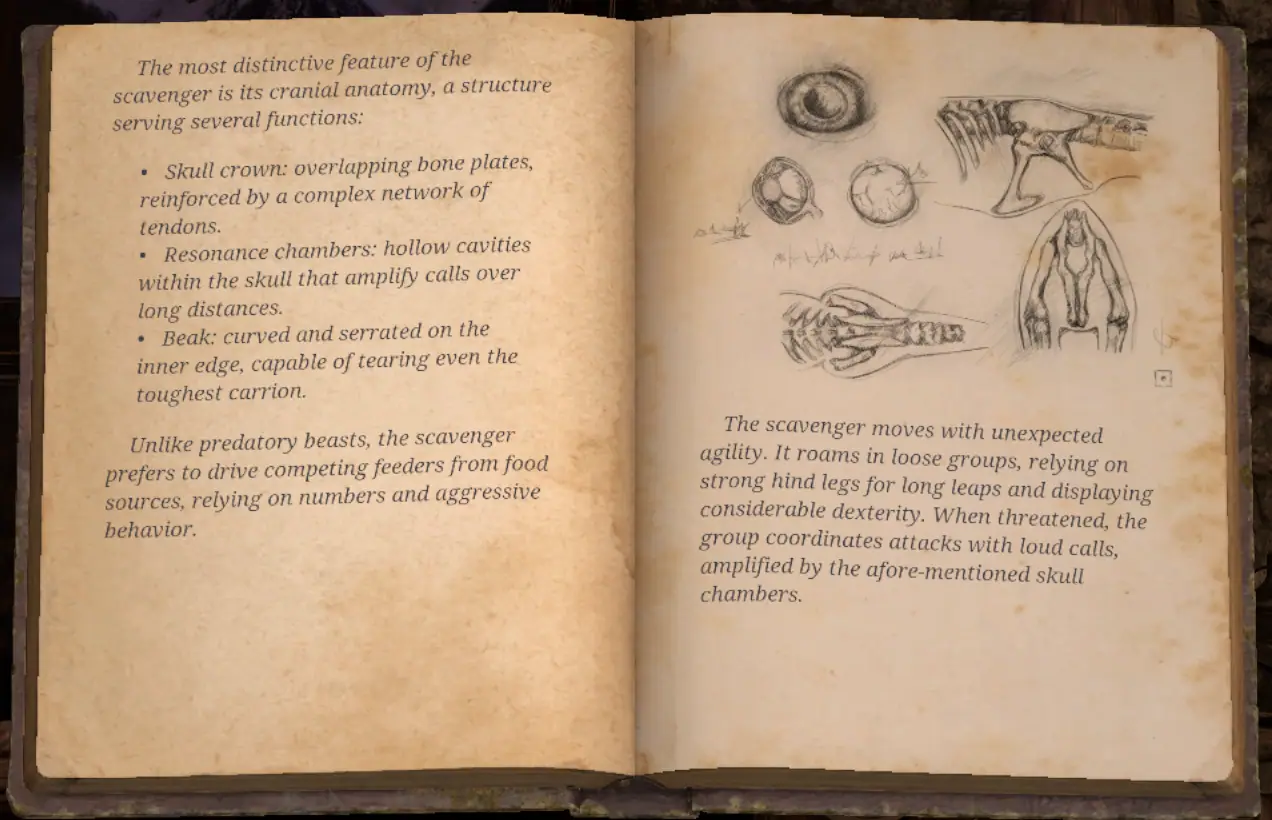 The most distinctive feature of the
scavenger is its cranial anatomy, a structure
serving several functions:
• Skull crown: overlapping bone plates,
reinforced by a complex network of
tendons.
• Resonance chambers: hollow cavities
within the skull that amplify calls over
long distances.
• Beak: curved and serrated on the
inner edge, capable of tearing even the
toughest carrion.
Unlike predatory beasts, the scavenger
prefers to drive competing feeders from food
sources, relying on numbers and aggressive
behavior.
The scavenger moves with unexpected
agility. It roams in loose groups, relying on
strong hind legs for long leaps and displaying
considerable dexterity. When threatened, the
group coordinates attacks with loud calls,
amplified by the afore-mentioned skull
chambers.